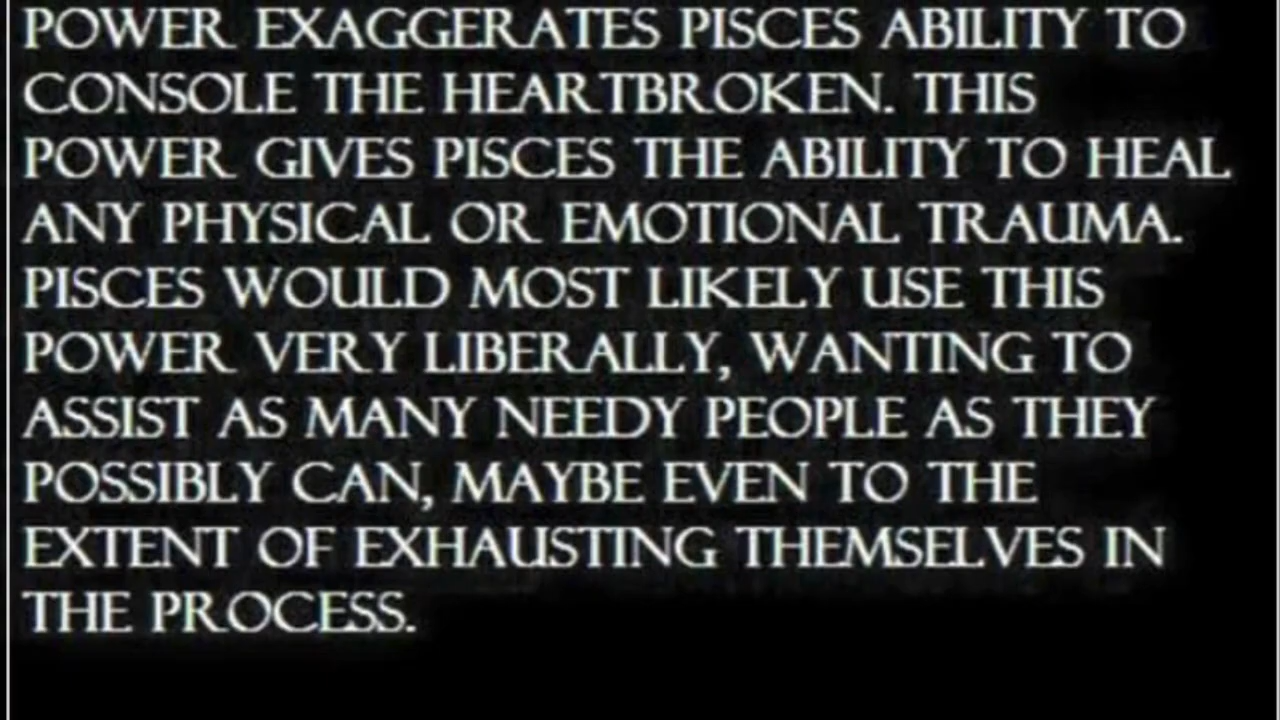 POWER EXAGGERATES PISCES ABILITY TO
CONSOLE THE HEARTBROKEN. THIS
POWER GIVES PISCES THE ABILITY TO HEAL
ANY PHYSICAL OR EMOTIONAL TRAUMA.
PISCES WOULD MOST LIKELY USE THIS
POWER VERY LIBERALLY, WANTING TO
ASSIST AS MANY NEEDY PEOPLE AS THEY
POSSIBLY CAN, MAYBE EVEN TO THE
EXTENT OF EXHAUSTING THEMSELVES IN
THE PROCESS.